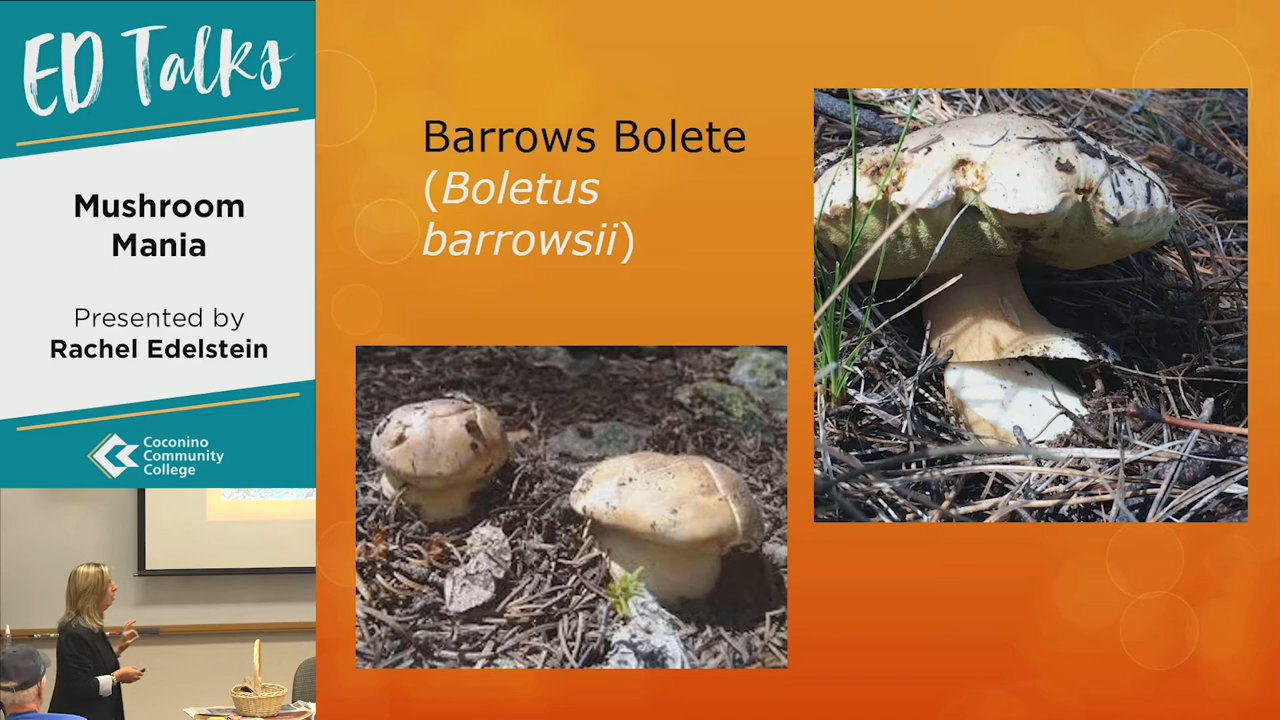 ED Talks
Mushroom
Mania
Presented by
Rachel Edelstein
Coconino
Community
College
Barrows Bolete
(Boletus
barrowsii)